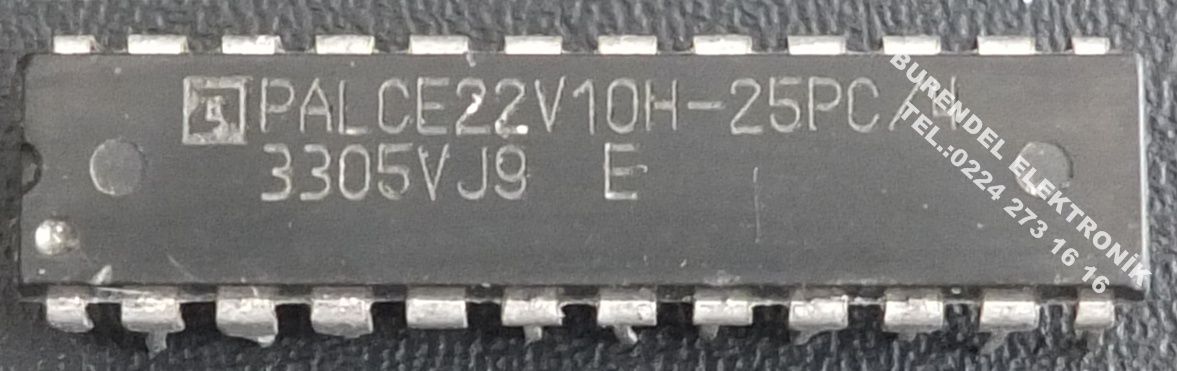 PALCE22V10H-25PC/4
3305VJ9 E
BURENDEL ELEKTRONİK
TEL.:0224 273 16 16